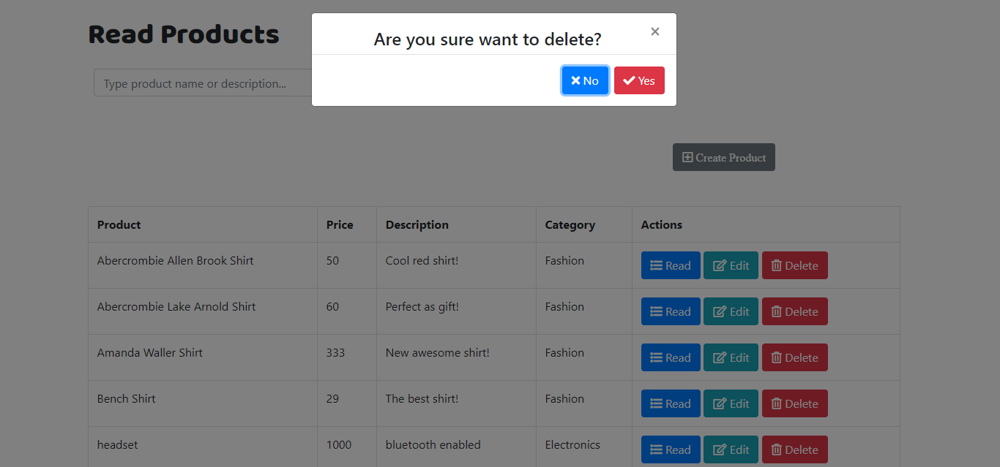 Read Products
Are you sure want to delete?
×
Type product name or description...
No Yes
Create Product
Product Price Description Category Actions
Abercrombie Allen Brook Shirt 50 Cool red shirt! Fashion Read Edit Delete
Abercrombie Lake Arnold Shirt 60 Perfect as gift! Fashion Read Edit Delete
Amanda Waller Shirt 333 New awesome shirt! Fashion Read Edit Delete
Bench Shirt 29 The best shirt! Fashion Read Edit Delete
headset 1000 bluetooth enabled Electronics Read Edit Delete